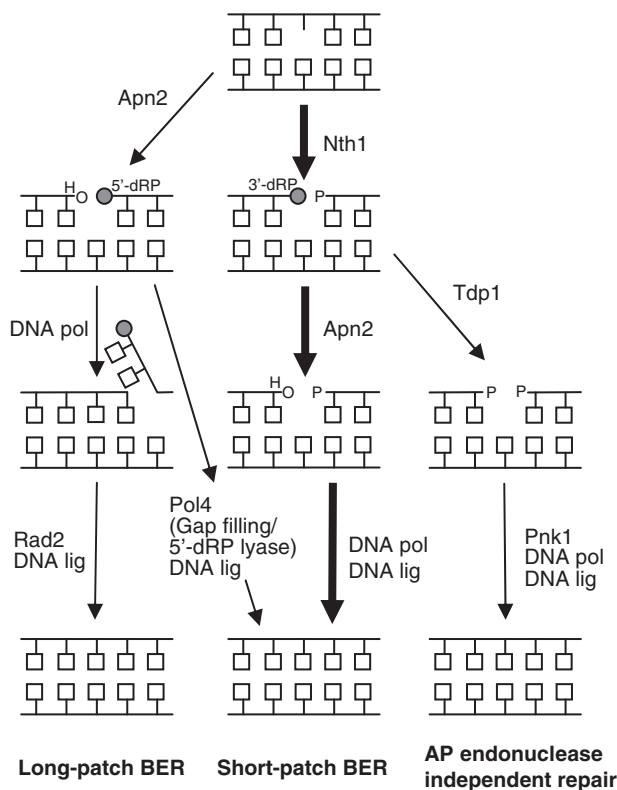 Apn2
Nth1
H
O
5'-dRP
3'-dRP
P
DNA pol
Apn2
Tdp1
H
O
P
P
P
Rad2
DNA lig
Pol4
(Gap filling/
5'-dRP lyase)
DNA lig
DNA pol
DNA lig
Pnk1
DNA pol
DNA lig
Long-patch BER
Short-patch BER
AP endonuclease
independent repair